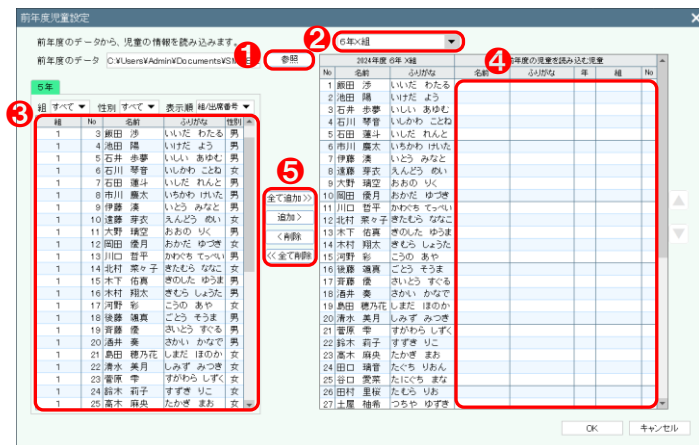 前年度児童設定
前年度のデータから、児童の情報を読み込みます。
前年度のデータ C:¥Users¥Admin¥Documents¥S
❶ 参照
❷ 6年×組
5年
組 すべて 性別 すべて 表示順 組/出席番号
❸
組 No 名前 ふりがな 性別
1 3 飯田 渉 いいだ わたる 男
1 4 池田 陽 いけだ よう 男
1 5 石井 歩夢 いしい あゆむ 男
1 6 石川 琴音 いしかわ ことね 女
1 7 石田 蓮斗 いしだ れんと 男
1 8 市川 慶太 いちかわ けいた 男
1 9 伊藤 湊 いとう みなと 男
1 10 遠藤 芽衣 えんどう めい 女
1 11 大野 璃空 おおの りく 男
1 12 岡田 優月 おかだ ゆづき 女
1 13 川口 哲平 かわぐち てっぺい 男
1 14 北村 菜々子 きたむら ななこ 女
1 15 木下 佑真 きのした ゆうま 男
1 16 木村 翔太 きむら しょうた 男
1 17 河野 彩 こうの あや 女
1 18 後藤 颯真 ごとう そうま 男
1 19 斉藤 優 さいとう すぐる 男
1 20 酒井 奏 さかい かなで 男
1 21 島田 穂乃花 しまだ ほのか 女
1 22 清水 美月 しみず みつき 女
1 23 菅原 雫 すがわら しずく 女
1 24 鈴木 莉子 すずき りこ 女
1 25 高木 麻央 たかぎ まお 女
❺
全て追加>>
追加>
<削除
<<全て削除
2024年度 6年 ×組
No 名前 ふりがな
1 飯田 渉 いいだ わたる
2 池田 陽 いけだ よう
3 石井 歩夢 いしい あゆむ
4 石川 琴音 いしかわ ことね
5 石田 蓮斗 いしだ れんと
6 市川 慶太 いちかわ けいた
7 伊藤 湊 いとう みなと
8 遠藤 芽衣 えんどう めい
9 大野 璃空 おおの りく
10 岡田 優月 おかだ ゆづき
11 川口 哲平 かわぐち てっぺい
12 北村 菜々子 きたむら ななこ
13 木下 佑真 きのした ゆうま
14 木村 翔太 きむら しょうた
15 河野 彩 こうの あや
16 後藤 颯真 ごとう そうま
17 斉藤 優 さいとう すぐる
18 酒井 奏 さかい かなで
19 島田 穂乃花 しまだ ほのか
20 清水 美月 しみず みつき
21 菅原 雫 すがわら しずく
22 鈴木 莉子 すずき りこ
23 高木 麻央 たかぎ まお
24 田口 璃音 たぐち りおん
25 谷口 愛菜 たにぐち まな
26 田村 里桜 たむら りお
27 土屋 柚希 つちや ゆずき
❹ 前年度の児童を読み込む児童
名前 ふりがな 年 組 No
OK キャンセル